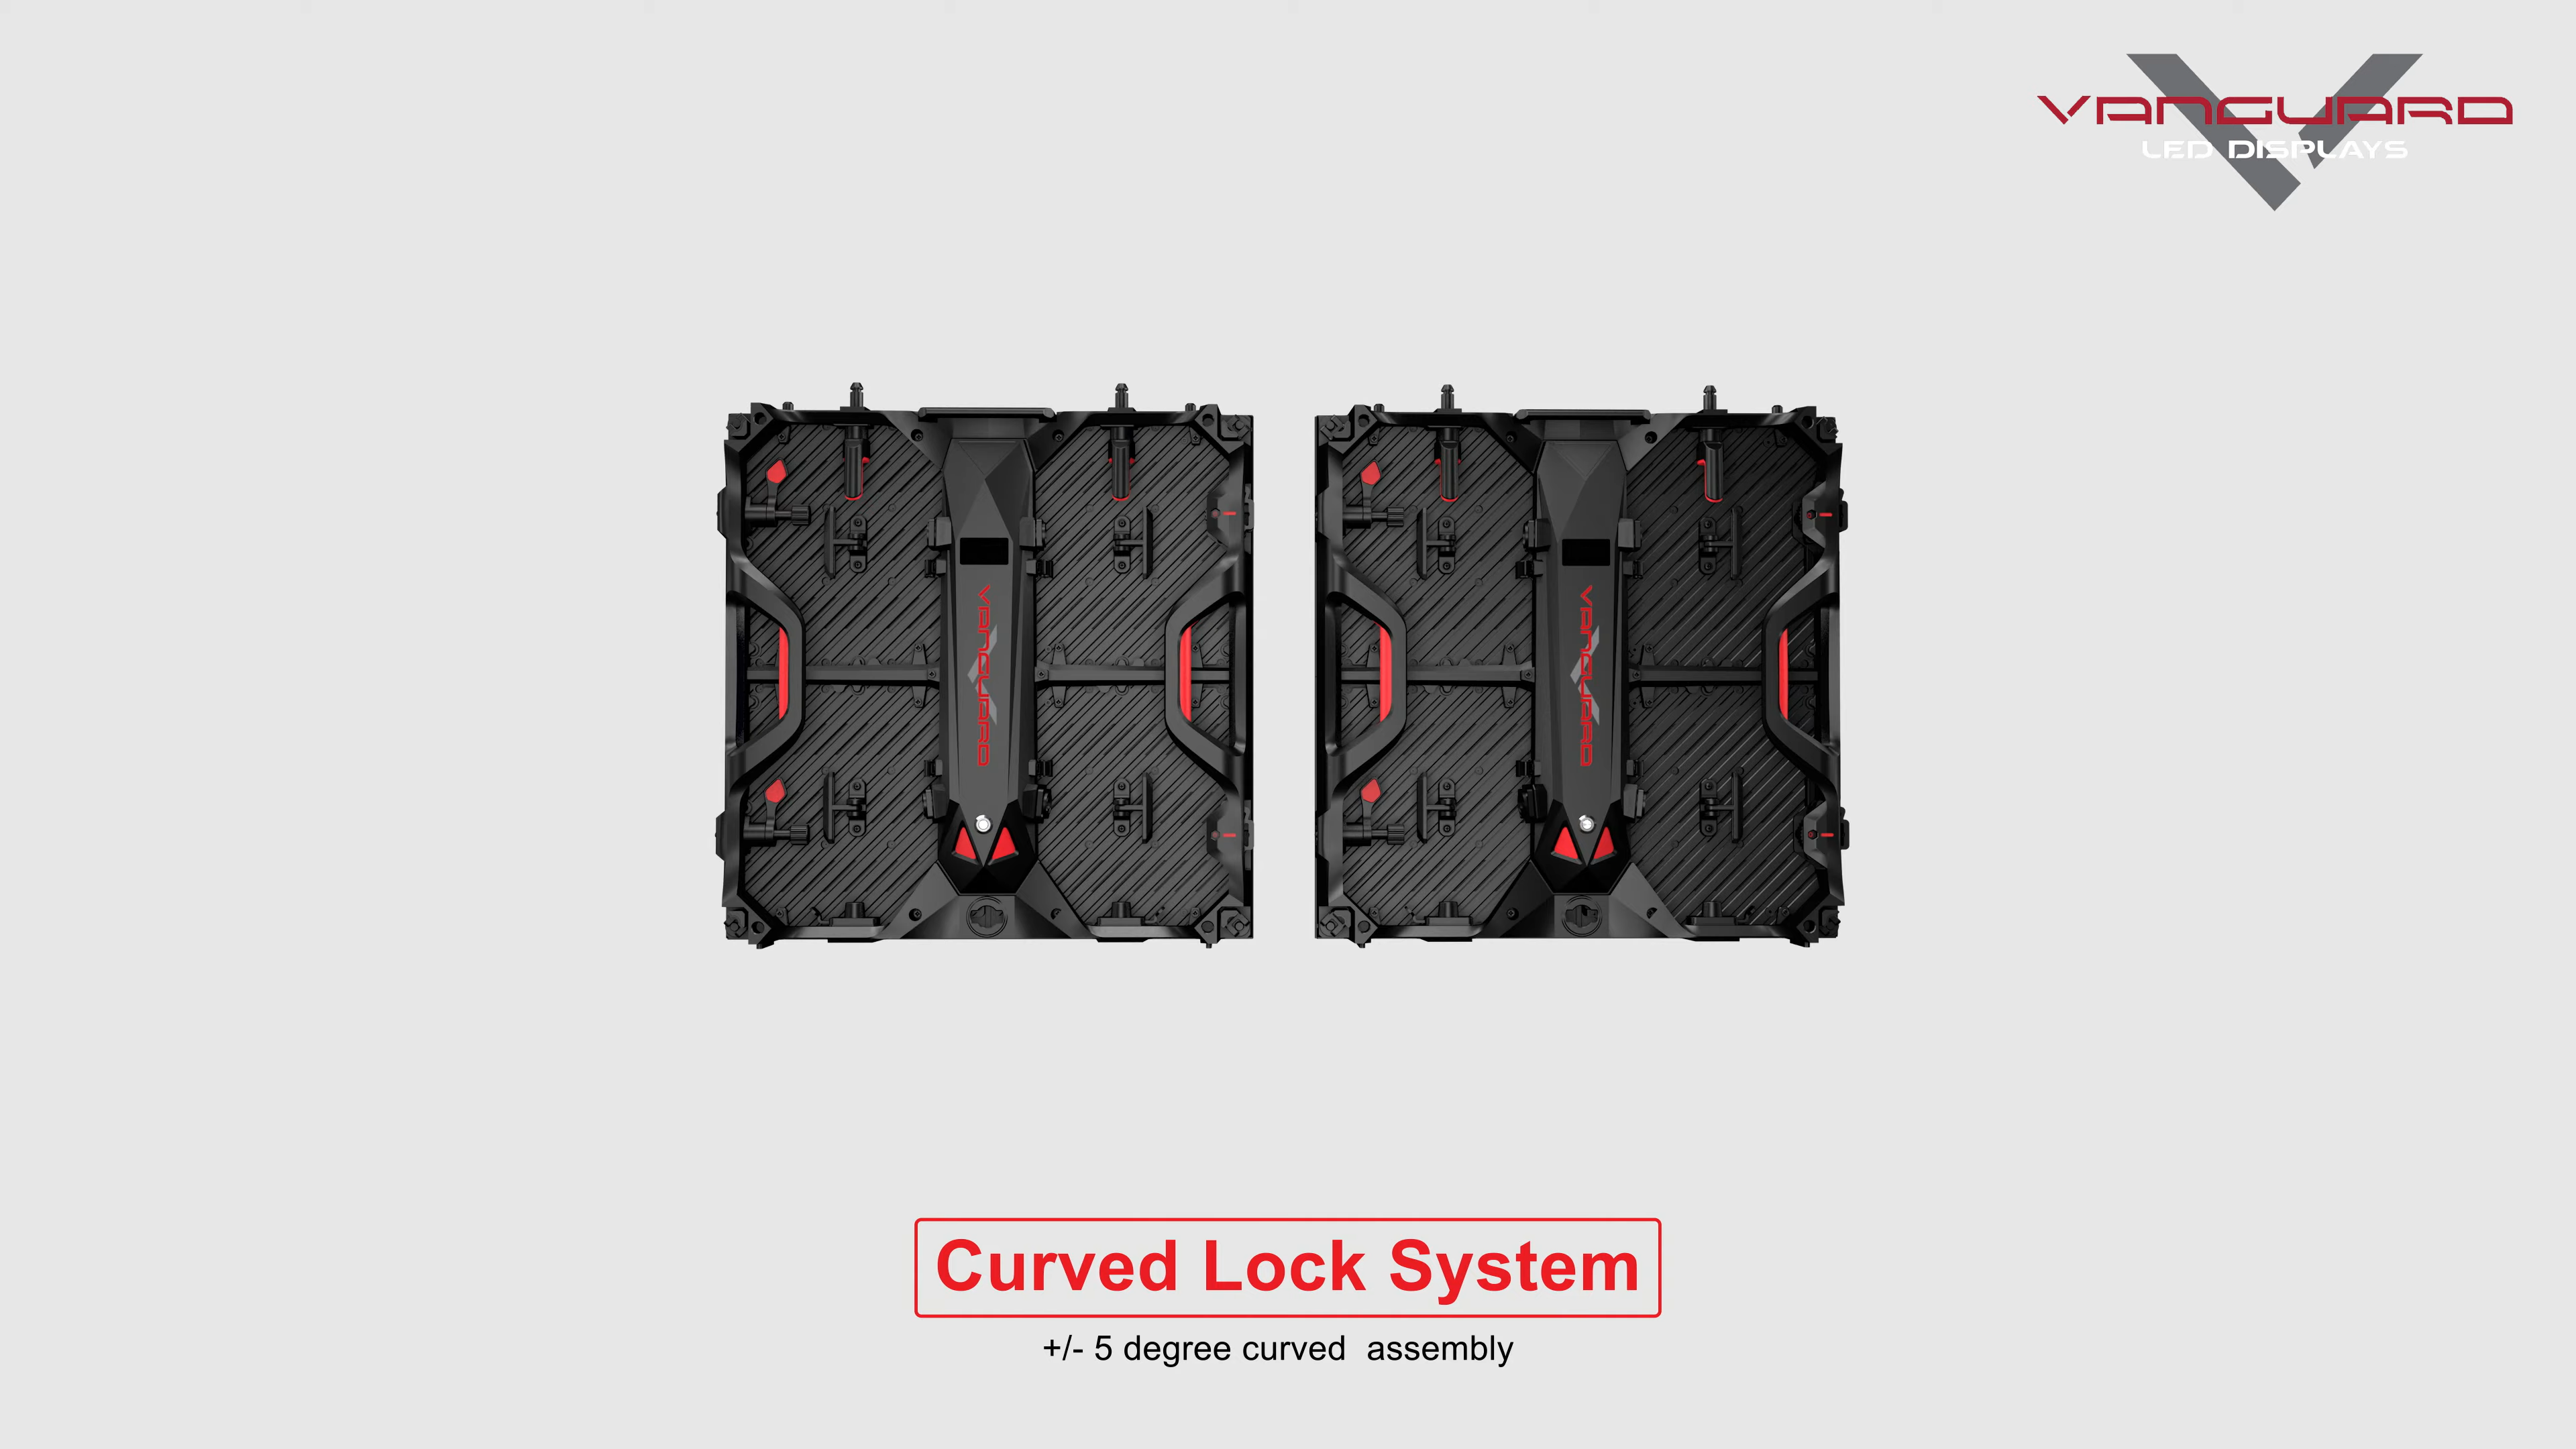 VANGUARD
LED DISPLAYS
VANGUARD
VANGUARD
Curved Lock System
+/- 5 degree curved  assembly